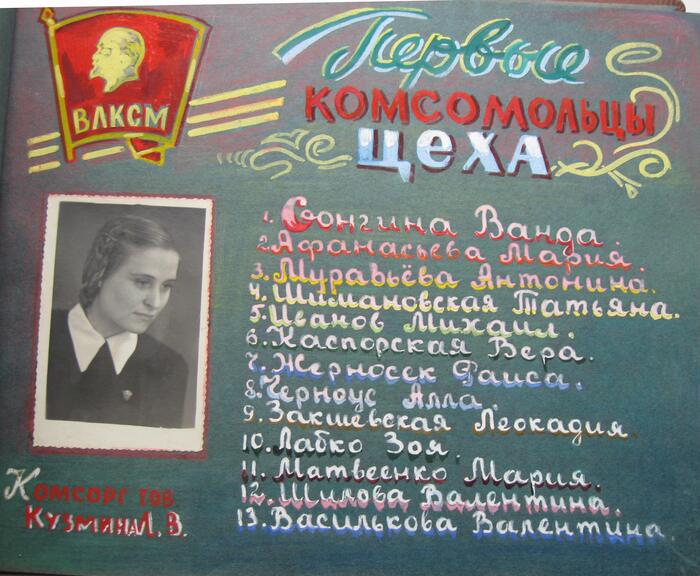 ВЛКСМ
Первые
КОМСОМОЛЬЦЫ
ЦЕХА
1. Сонгина Ванда.
2. Афанасьева Мария.
3. Муравьёва Антонина.
4. Шимановская Татьяна.
5. Иванов Михаил.
6. Каспорская Вера.
7. Жерносек Фаиса.
8. Черноус Алла.
9. Закшевская Леокадия.
10. Лабко Зоя.
11. Матвеенко Мария.
12. Шилова Валентина.
13. Василькова Валентина.
Комсорг тов
Кузмина Л. В.